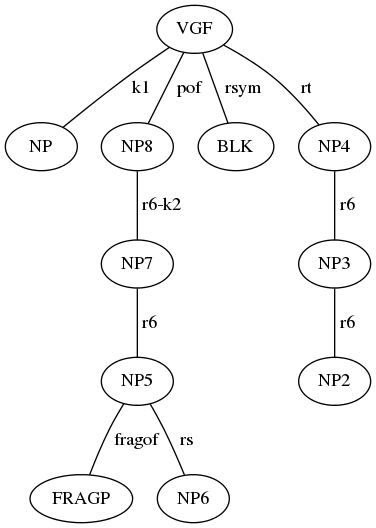 VGF
k1 pof rsym rt
NP NP8 BLK NP4
r6-k2 r6
NP7 NP3
r6 r6
NP5 NP2
fragof rs
FRAGP NP6